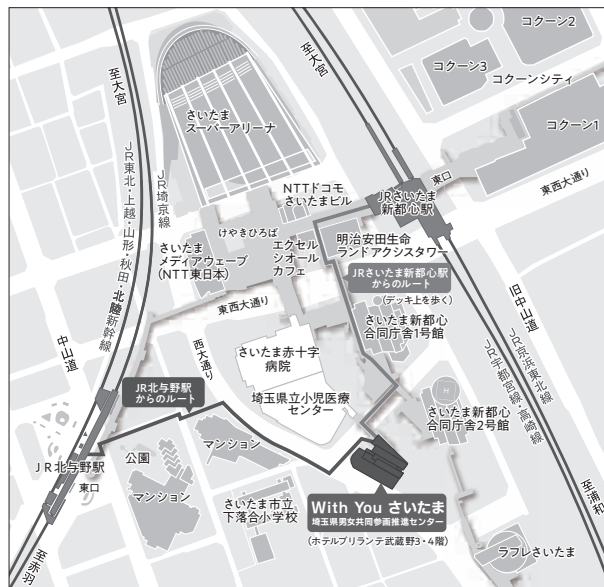 コクーン2
コクーン3
コクーンシティ
コクーン1
至大宮
至大宮
さいたま
スーパーアリーナ
JR東北・上越・山形・秋田・北陸新幹線
JR埼京線
NTTドコモ
さいたまビル
JRさいたま
新都心駅
東口
東西大通り
けやきひろば
さいたま
メディアウェーブ
(NTT東日本)
エクセル
シオール
カフェ
明治安田生命
ランドアクシスタワー
JRさいたま新都心駅
からのルート
(デッキ上を歩く)
旧中山道
東西大通り
さいたま新都心
合同庁舎1号館
JR京浜東北線
JR宇都宮線・高崎線
中山道
西大通り
さいたま赤十字
病院
埼玉県立小児医療
センター
JR北与野駅
からのルート
さいたま新都心
合同庁舎2号館
H
JR北与野駅
東口
公園
マンション
マンション
さいたま市立
下落合小学校
With You さいたま
埼玉県男女共同参画推進センター
(ホテルブリランテ武蔵野3・4階)
至浦和
ラフレさいたま
至赤羽